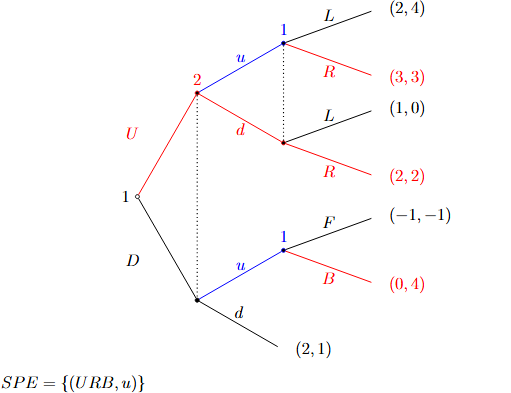 1
L
(2, 4)
u
R
(3, 3)
2
L
(1, 0)
U
d
R
(2, 2)
1
F
(−1, −1)
1
D
u
B
(0, 4)
d
(2, 1)
SPE = {(URB, u)}